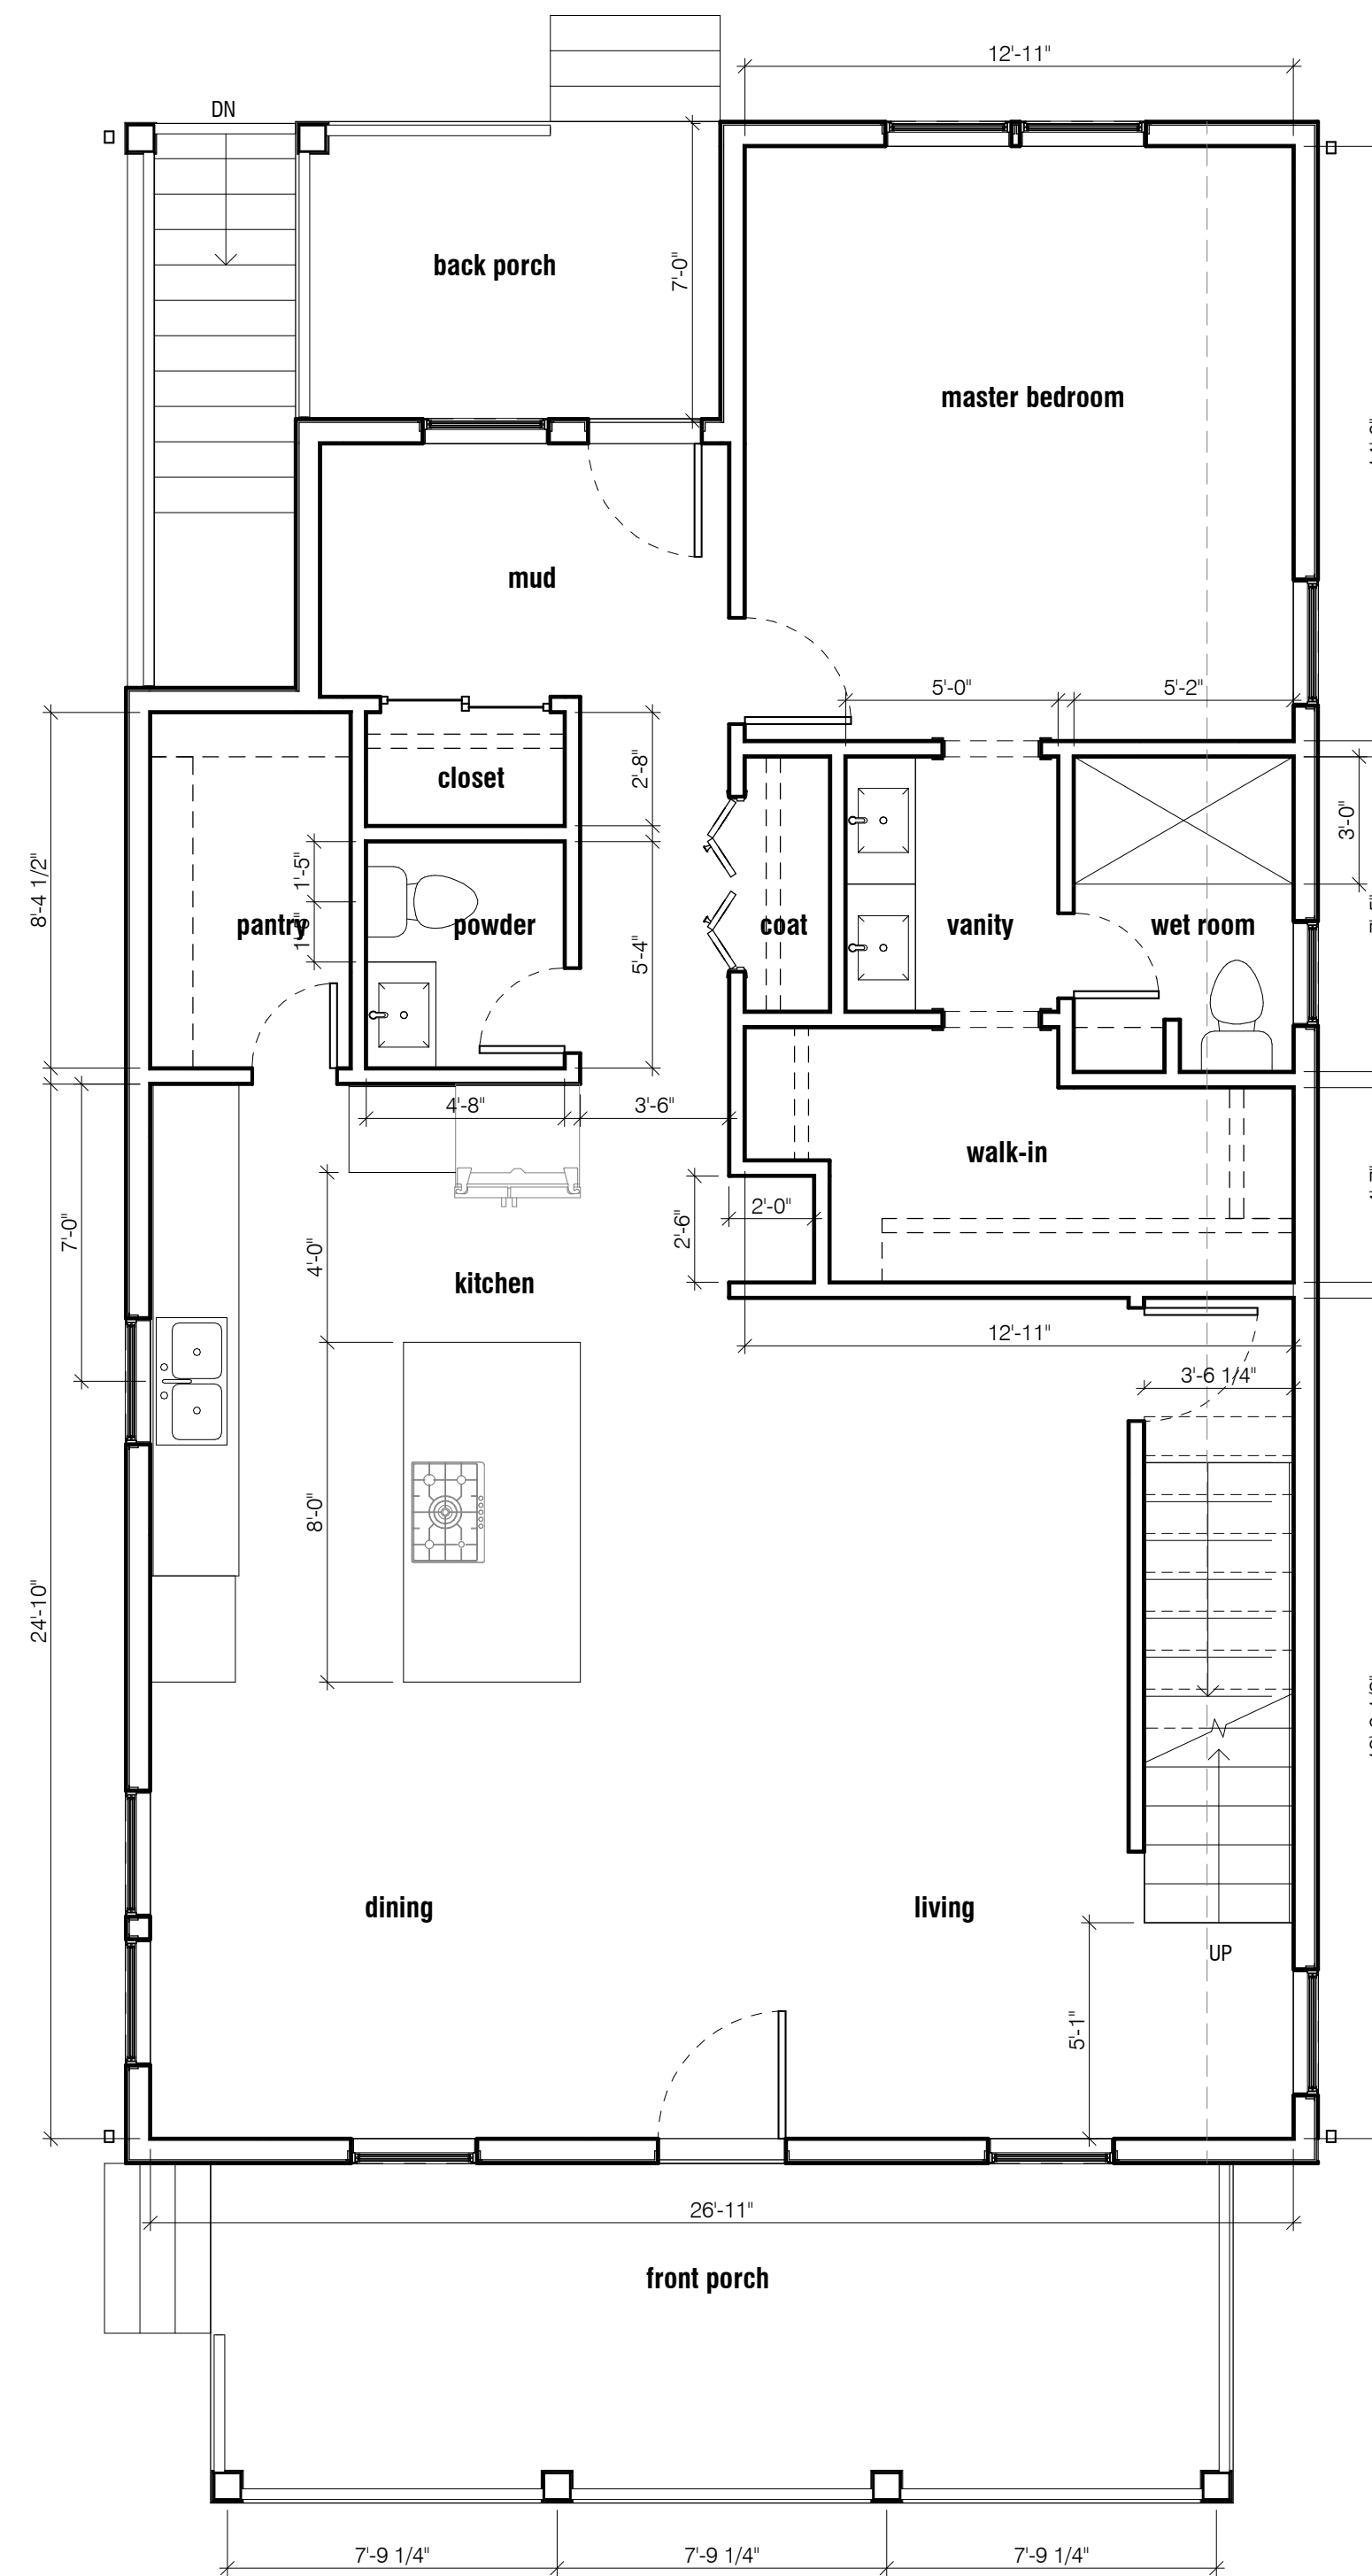 12'-11"
DN
back porch
7'-0"
master bedroom
mud
5'-0"
5'-2"
closet
2'-8"
3'-0"
8'-4 1/2"
1'-5"
pantry
powder
5'-4"
coat
vanity
wet room
4'-8"
3'-6"
walk-in
7'-0"
4'-0"
2'-6"
2'-0"
kitchen
12'-11"
3'-6 1/4"
8'-0"
24'-10"
dining
living
UP
5'-1"
26'-11"
front porch
7'-9 1/4"
7'-9 1/4"
7'-9 1/4"